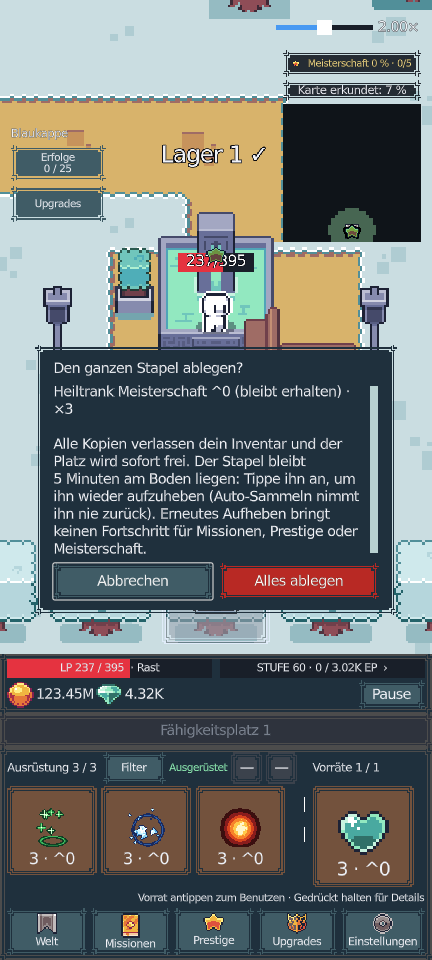 2.00×
Meisterschaft 0 % · 0/5
Karte erkundet: 7 %
Blaukappe
Erfolge
0 / 25
Lager 1 ✓
Upgrades
237/395
Den ganzen Stapel ablegen?
Heiltrank Meisterschaft ^0 (bleibt erhalten) ·
×3
Alle Kopien verlassen dein Inventar und der
Platz wird sofort frei. Der Stapel bleibt
5 Minuten am Boden liegen: Tippe ihn an, um
ihn wieder aufzuheben (Auto-Sammeln nimmt
ihn nie zurück). Erneutes Aufheben bringt
keinen Fortschritt für Missionen, Prestige oder
Meisterschaft.
Abbrechen
Alles ablegen
LP 237 / 395 · Rast
STUFE 60 · 0 / 3.02K EP ›
123.45M
4.32K
Pause
Fähigkeitsplatz 1
Ausrüstung 3 / 3
Filter
Ausgerüstet
—
—
Vorräte 1 / 1
3 · ^0
3 · ^0
3 · ^0
3 · ^0
Vorrat antippen zum Benutzen · Gedrückt halten für Details
Welt
Missionen
Prestige
Upgrades
Einstellungen